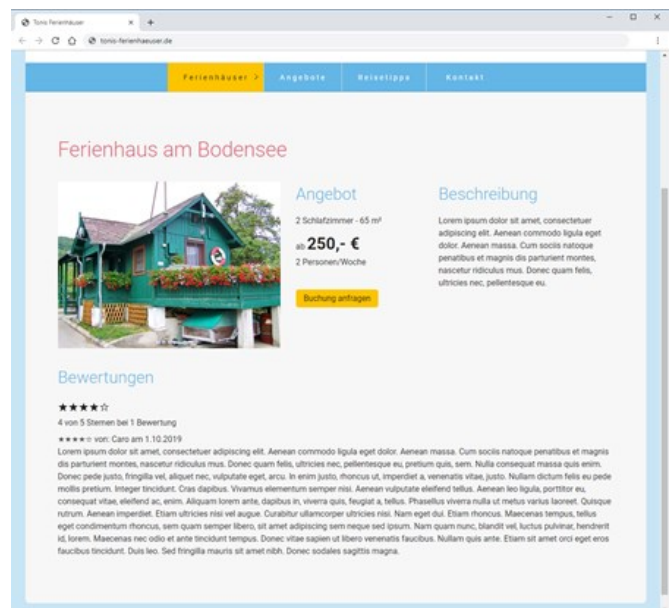 Tonis Ferienhäuser
tonis-ferienhaeuser.de
Ferienhäuser >
Angebote
Reisetipps
Kontakt
Ferienhaus am Bodensee
Angebot
2 Schlafzimmer - 65 m²
ab 250,- €
2 Personen/Woche
Buchung anfragen
Beschreibung
Lorem ipsum dolor sit amet, consectetuer
adipiscing elit. Aenean commodo ligula eget
dolor. Aenean massa. Cum sociis natoque
penatibus et magnis dis parturient montes,
nascetur ridiculus mus. Donec quam felis,
ultricies nec, pellentesque eu.
Bewertungen
★★★★☆
4 von 5 Sternen bei 1 Bewertung
★★★★☆ von: Caro am 1.10.2019
Lorem ipsum dolor sit amet, consectetuer adipiscing elit. Aenean commodo ligula eget dolor. Aenean massa. Cum sociis natoque penatibus et magnis
dis parturient montes, nascetur ridiculus mus. Donec quam felis, ultricies nec, pellentesque eu, pretium quis, sem. Nulla consequat massa quis enim.
Donec pede justo, fringilla vel, aliquet nec, vulputate eget, arcu. In enim justo, rhoncus ut, imperdiet a, venenatis vitae, justo. Nullam dictum felis eu pede
mollis pretium. Integer tincidunt. Cras dapibus. Vivamus elementum semper nisi. Aenean vulputate eleifend tellus. Aenean leo ligula, porttitor eu,
consequat vitae, eleifend ac, enim. Aliquam lorem ante, dapibus in, viverra quis, feugiat a, tellus. Phasellus viverra nulla ut metus varius laoreet. Quisque
rutrum. Aenean imperdiet. Etiam ultricies nisi vel augue. Curabitur ullamcorper ultricies nisi. Nam eget dui. Etiam rhoncus. Maecenas tempus, tellus
eget condimentum rhoncus, sem quam semper libero, sit amet adipiscing sem neque sed ipsum. Nam quam nunc, blandit vel, luctus pulvinar, hendrerit
id, lorem. Maecenas nec odio et ante tincidunt tempus. Donec vitae sapien ut libero venenatis faucibus. Nullam quis ante. Etiam sit amet orci eget eros
faucibus tincidunt. Duis leo. Sed fringilla mauris sit amet nibh. Donec sodales sagittis magna.